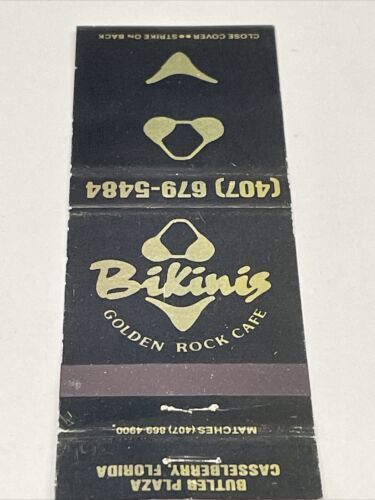 CLOSE COVER●●STRIKE ON BACK
(407) 679-5484
Bikinis
GOLDEN ROCK CAFE
MATCHES (407) 869-4900
BUTLER PLAZA
CASSELBERRY, FLORIDA